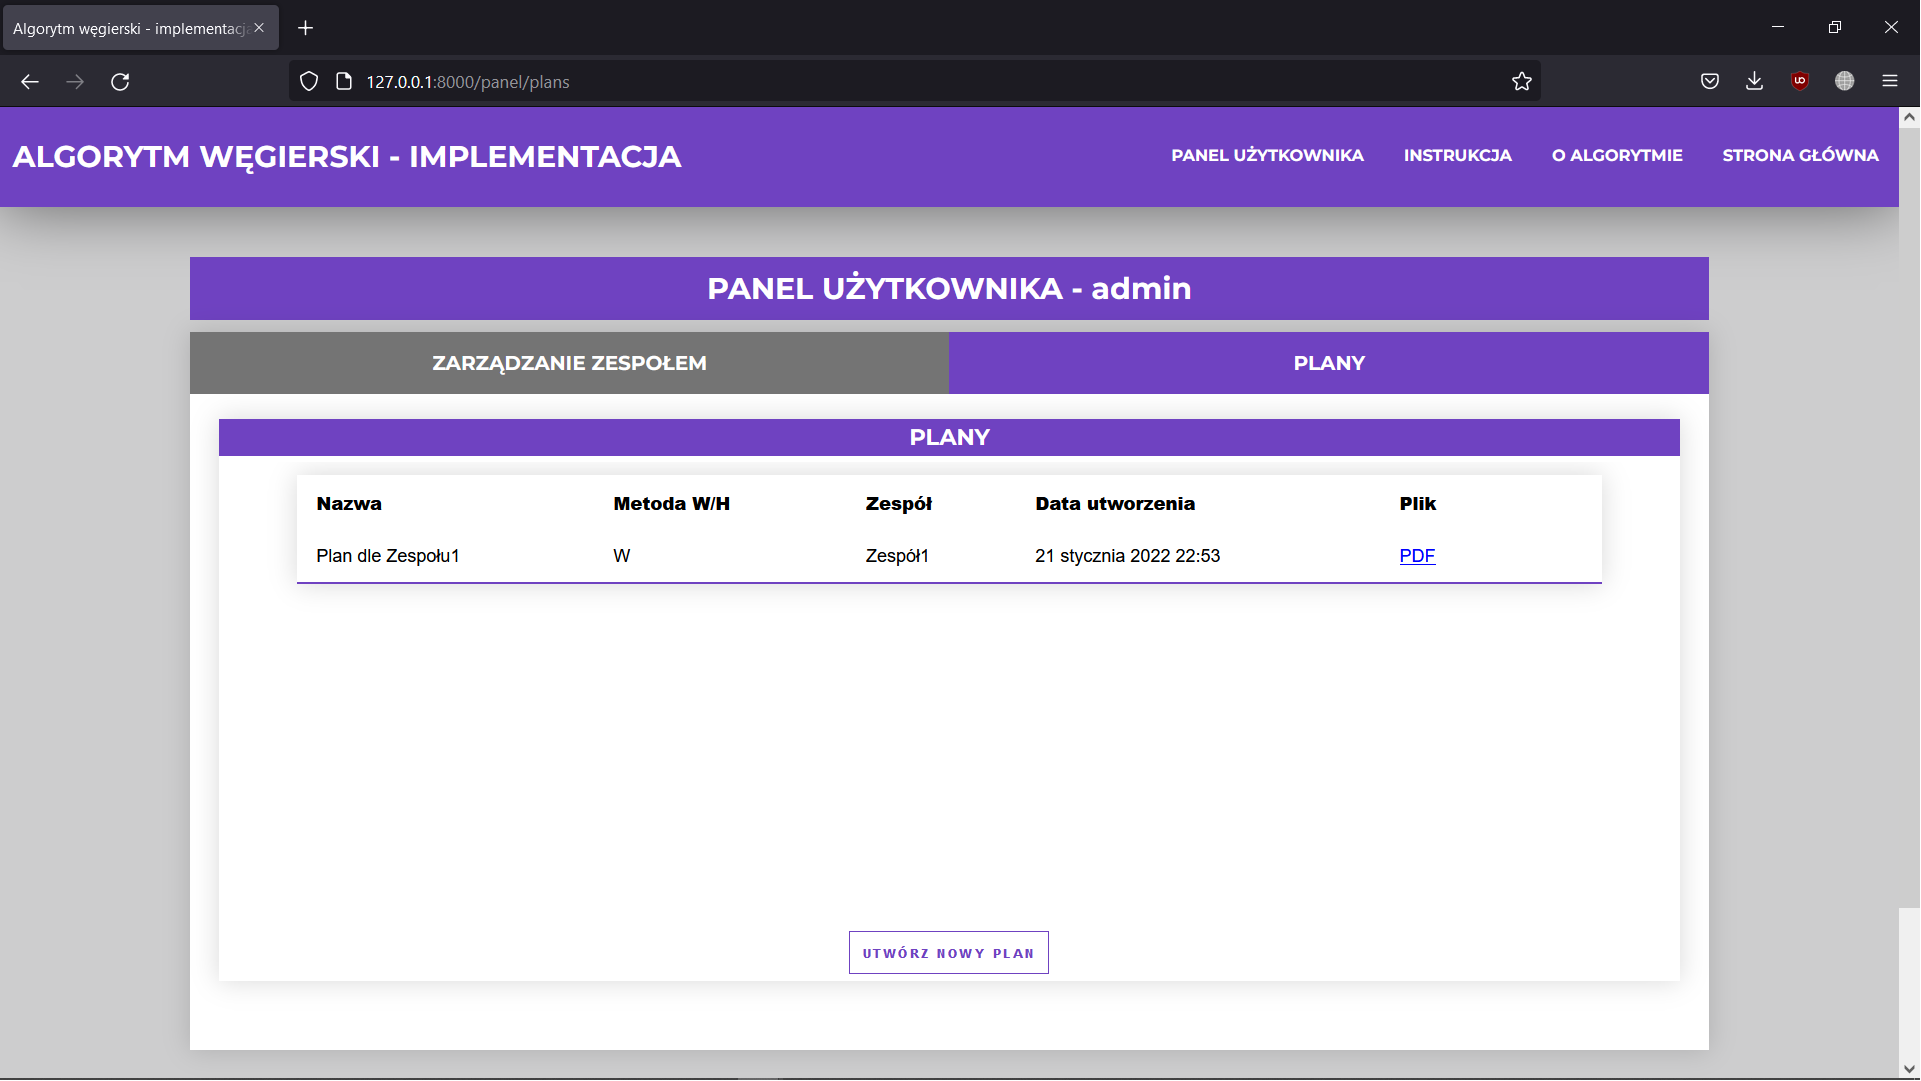 Algorytm węgierski - implementacja
127.0.0.1:8000/panel/plans
ALGORYTM WĘGIERSKI - IMPLEMENTACJA
PANEL UŻYTKOWNIKA INSTRUKCJA O ALGORYTMIE STRONA GŁÓWNA
PANEL UŻYTKOWNIKA - admin
ZARZĄDZANIE ZESPOŁEM PLANY
PLANY
Nazwa Metoda W/H Zespół Data utworzenia Plik
Plan dle Zespołu1 W Zespół1 21 stycznia 2022 22:53 PDF
UTWÓRZ NOWY PLAN